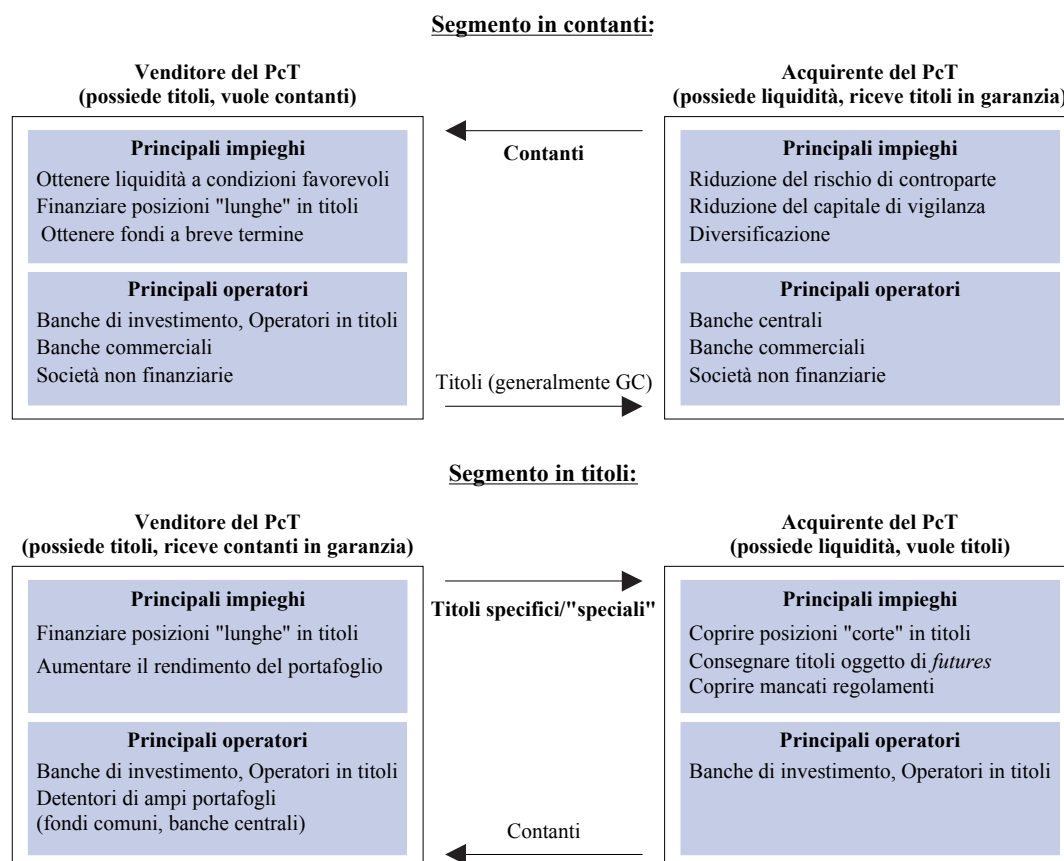 Segmento in contanti:
Venditore del PcT
(possiede titoli, vuole contanti)
Principali impieghi
Ottenere liquidità a condizioni favorevoli
Finanziare posizioni "lunghe" in titoli
Ottenere fondi a breve termine
Principali operatori
Banche di investimento, Operatori in titoli
Banche commerciali
Società non finanziarie
Contanti
Titoli (generalmente GC)
Acquirente del PcT
(possiede liquidità, riceve titoli in garanzia)
Principali impieghi
Riduzione del rischio di controparte
Riduzione del capitale di vigilanza
Diversificazione
Principali operatori
Banche centrali
Banche commerciali
Società non finanziarie
Segmento in titoli:
Venditore del PcT
(possiede titoli, riceve contanti in garanzia)
Principali impieghi
Finanziare posizioni "lunghe" in titoli
Aumentare il rendimento del portafoglio
Principali operatori
Banche di investimento, Operatori in titoli
Detentori di ampi portafogli
(fondi comuni, banche centrali)
Titoli specifici/"speciali"
Contanti
Acquirente del PcT
(possiede liquidità, vuole titoli)
Principali impieghi
Coprire posizioni "corte" in titoli
Consegnare titoli oggetto di futures
Coprire mancati regolamenti
Principali operatori
Banche di investimento, Operatori in titoli